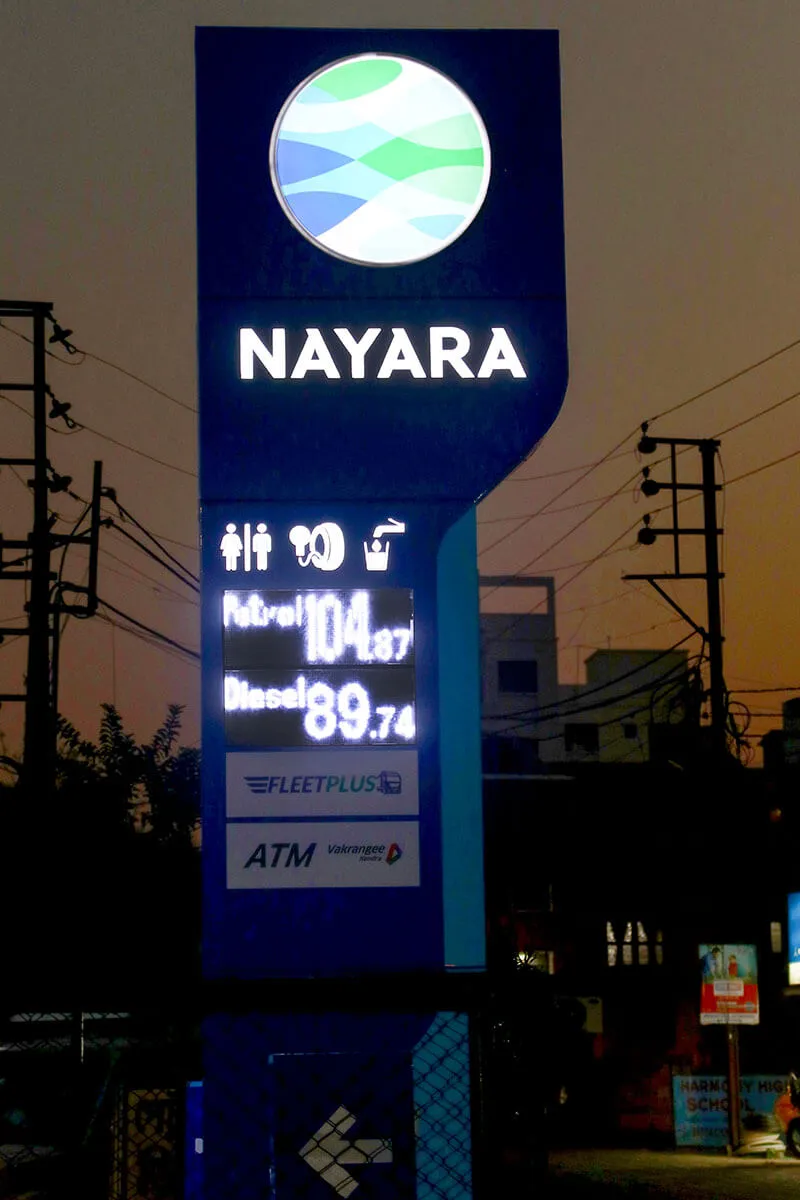 NAYARA
Petrol 104.87
Diesel 89.74
FLEETPLUS
ATM Vakrangee
Kendra
HARMONY HIGH
SCHOOL